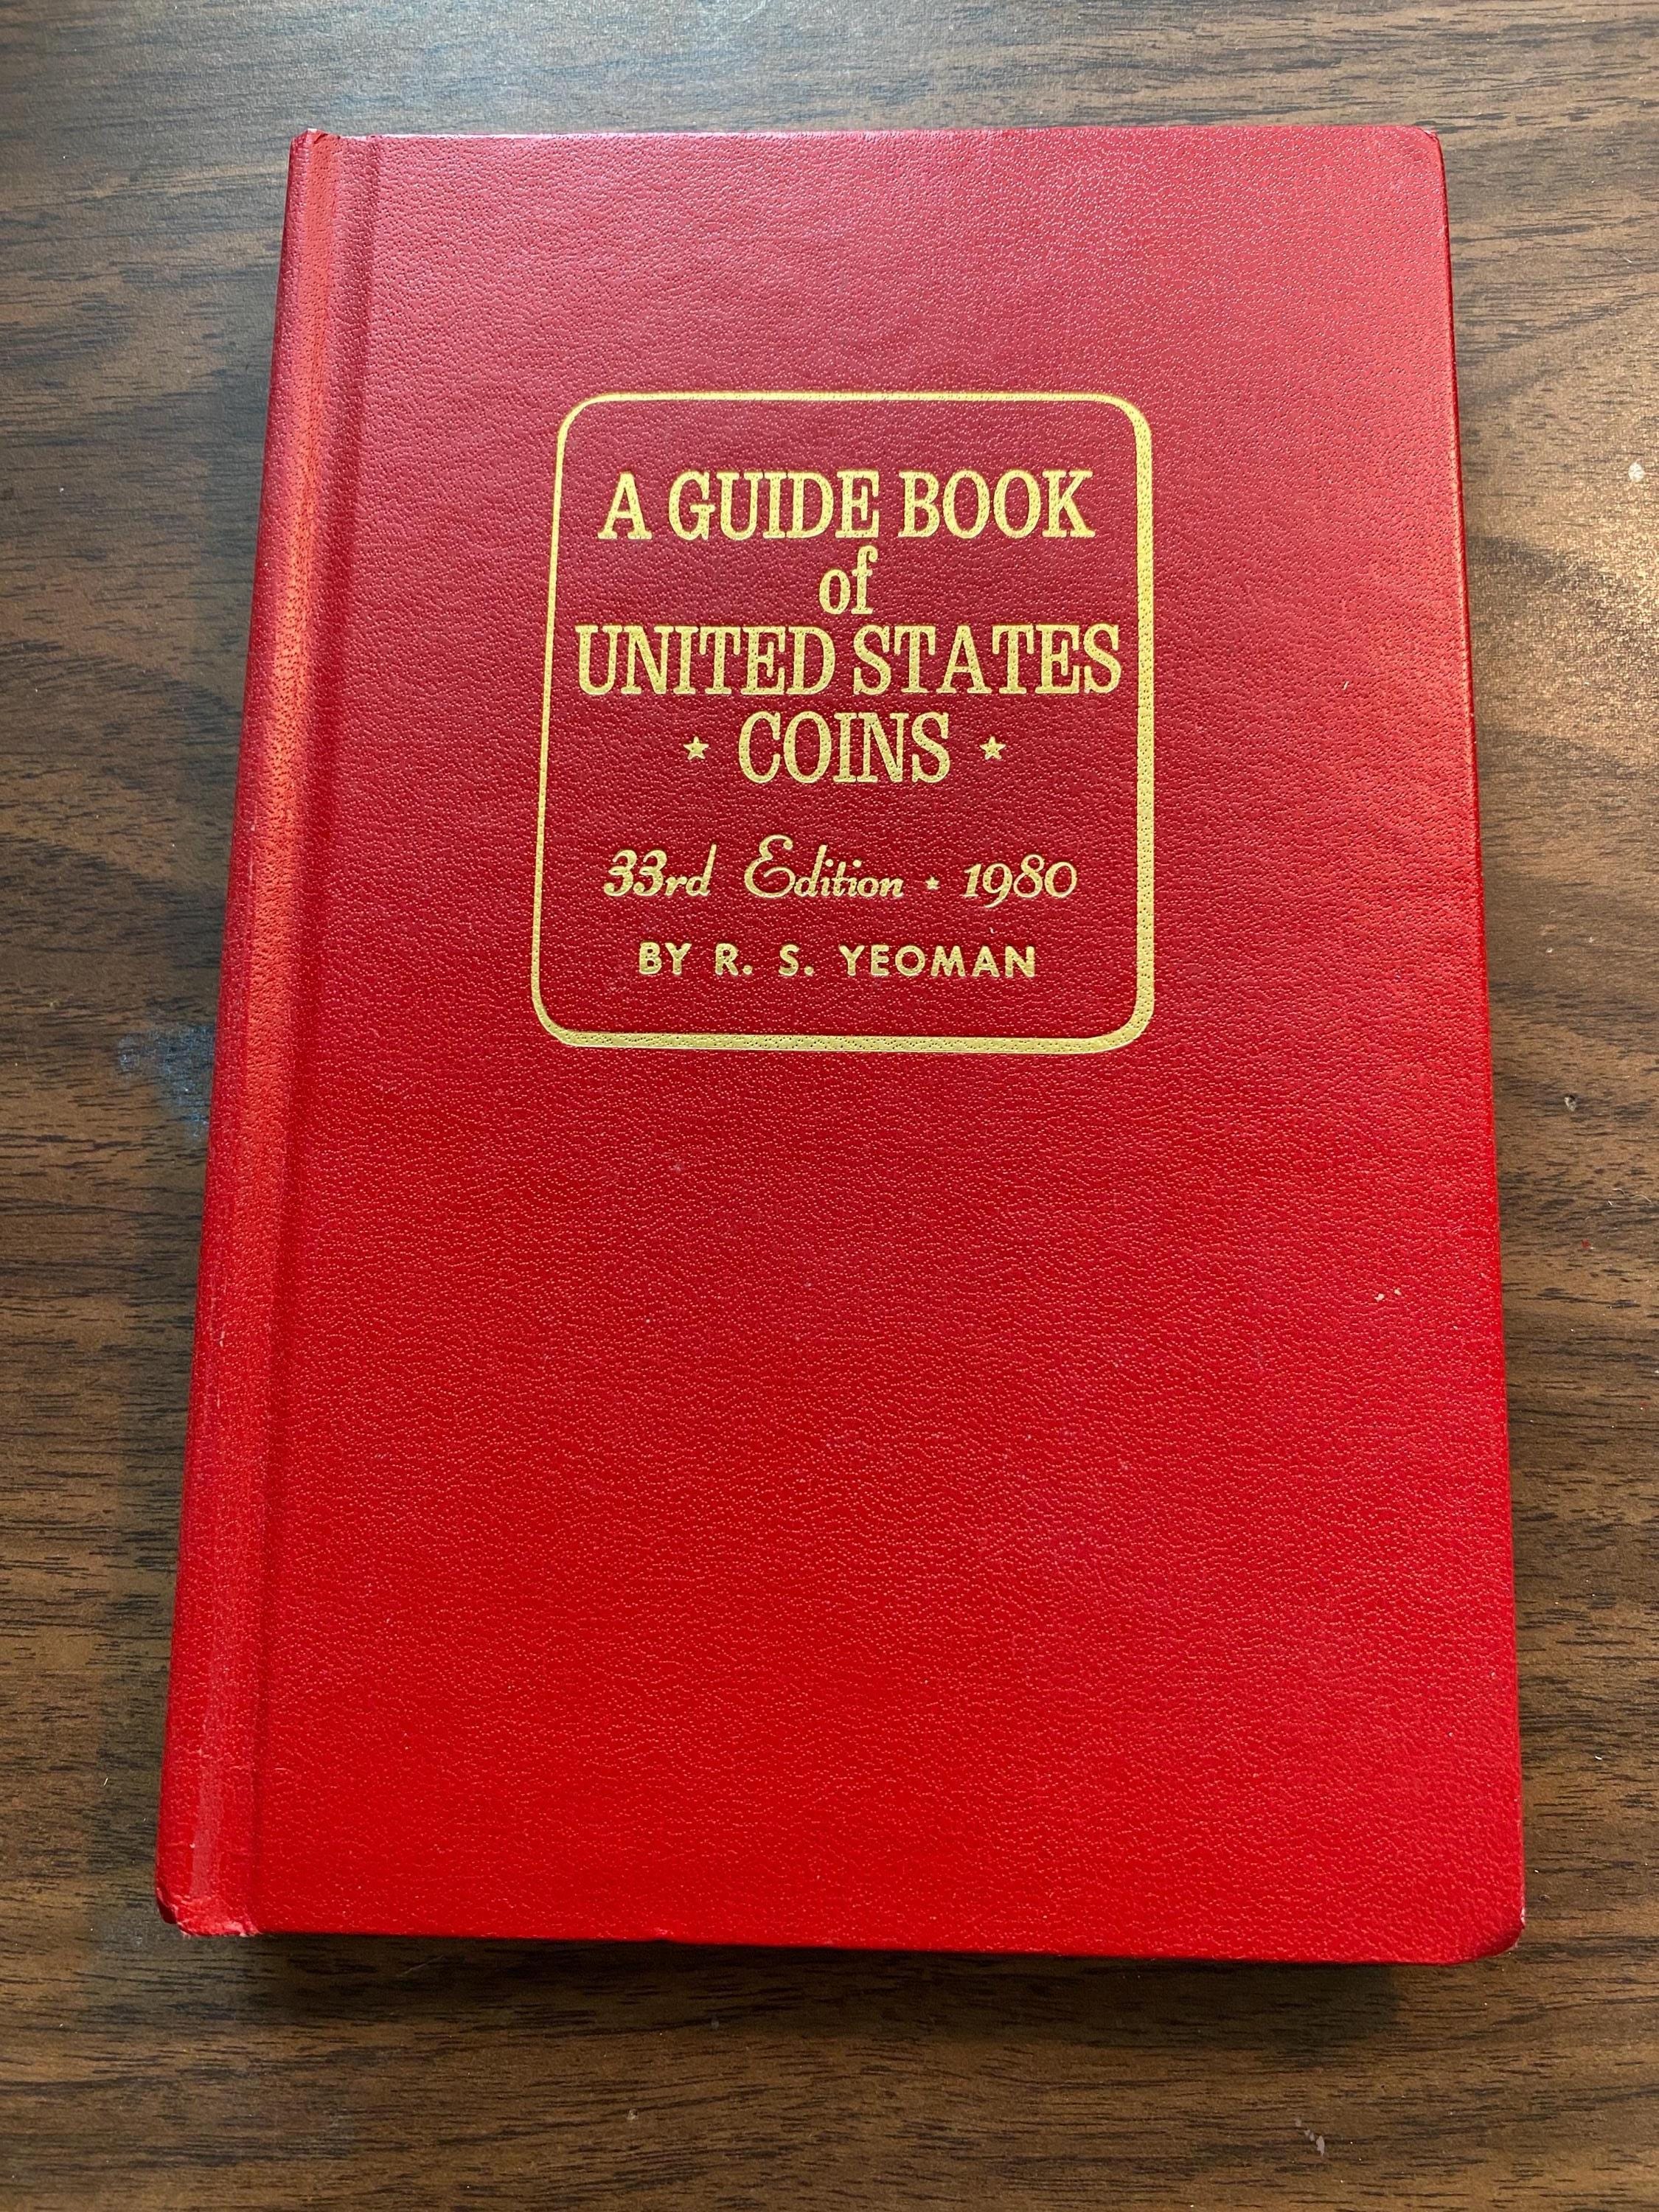 A GUIDE BOOK
of
UNITED STATES
★ COINS ★
33rd Edition ★ 1980
BY R. S. YEOMAN